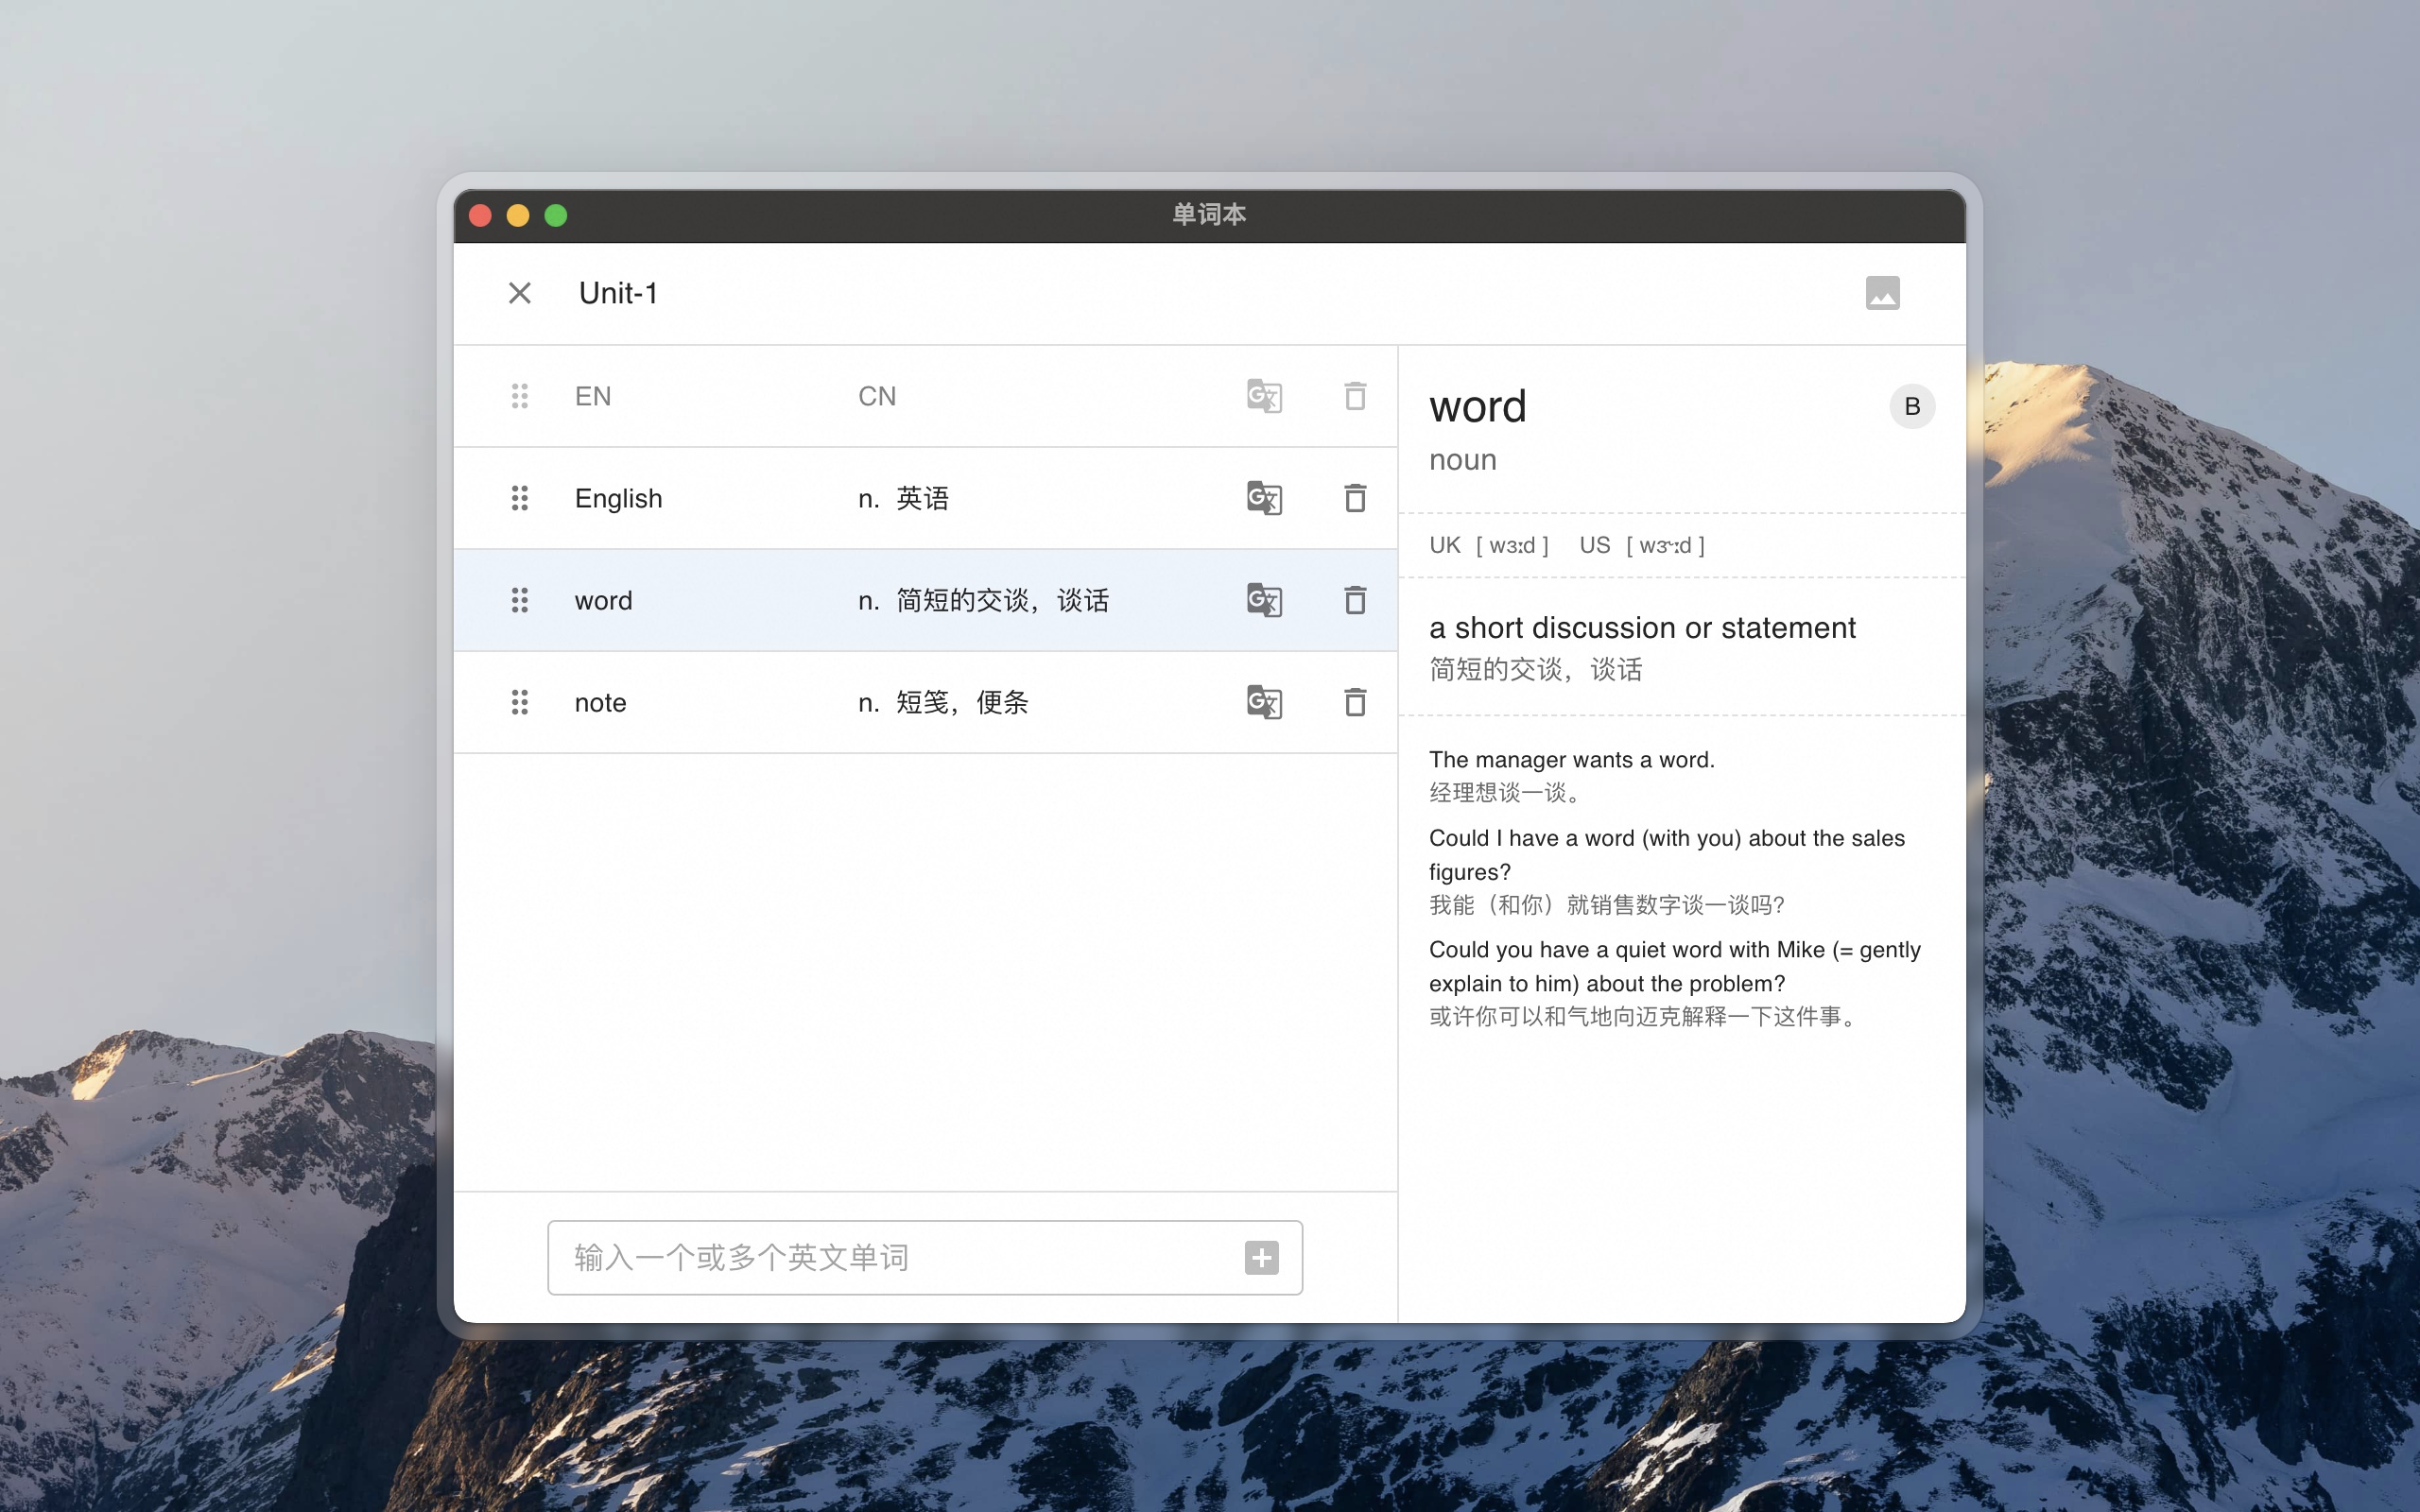 单词本
Unit-1
EN CN
English n. 英语
word n. 简短的交谈，谈话
note n. 短笺，便条
输入一个或多个英文单词
word B
noun
UK [ wɜːd ] US [ wɝːd ]
a short discussion or statement
简短的交谈，谈话
The manager wants a word.
经理想谈一谈。
Could I have a word (with you) about the sales
figures?
我能（和你）就销售数字谈一谈吗?
Could you have a quiet word with Mike (= gently
explain to him) about the problem?
或许你可以和气地向迈克解释一下这件事。